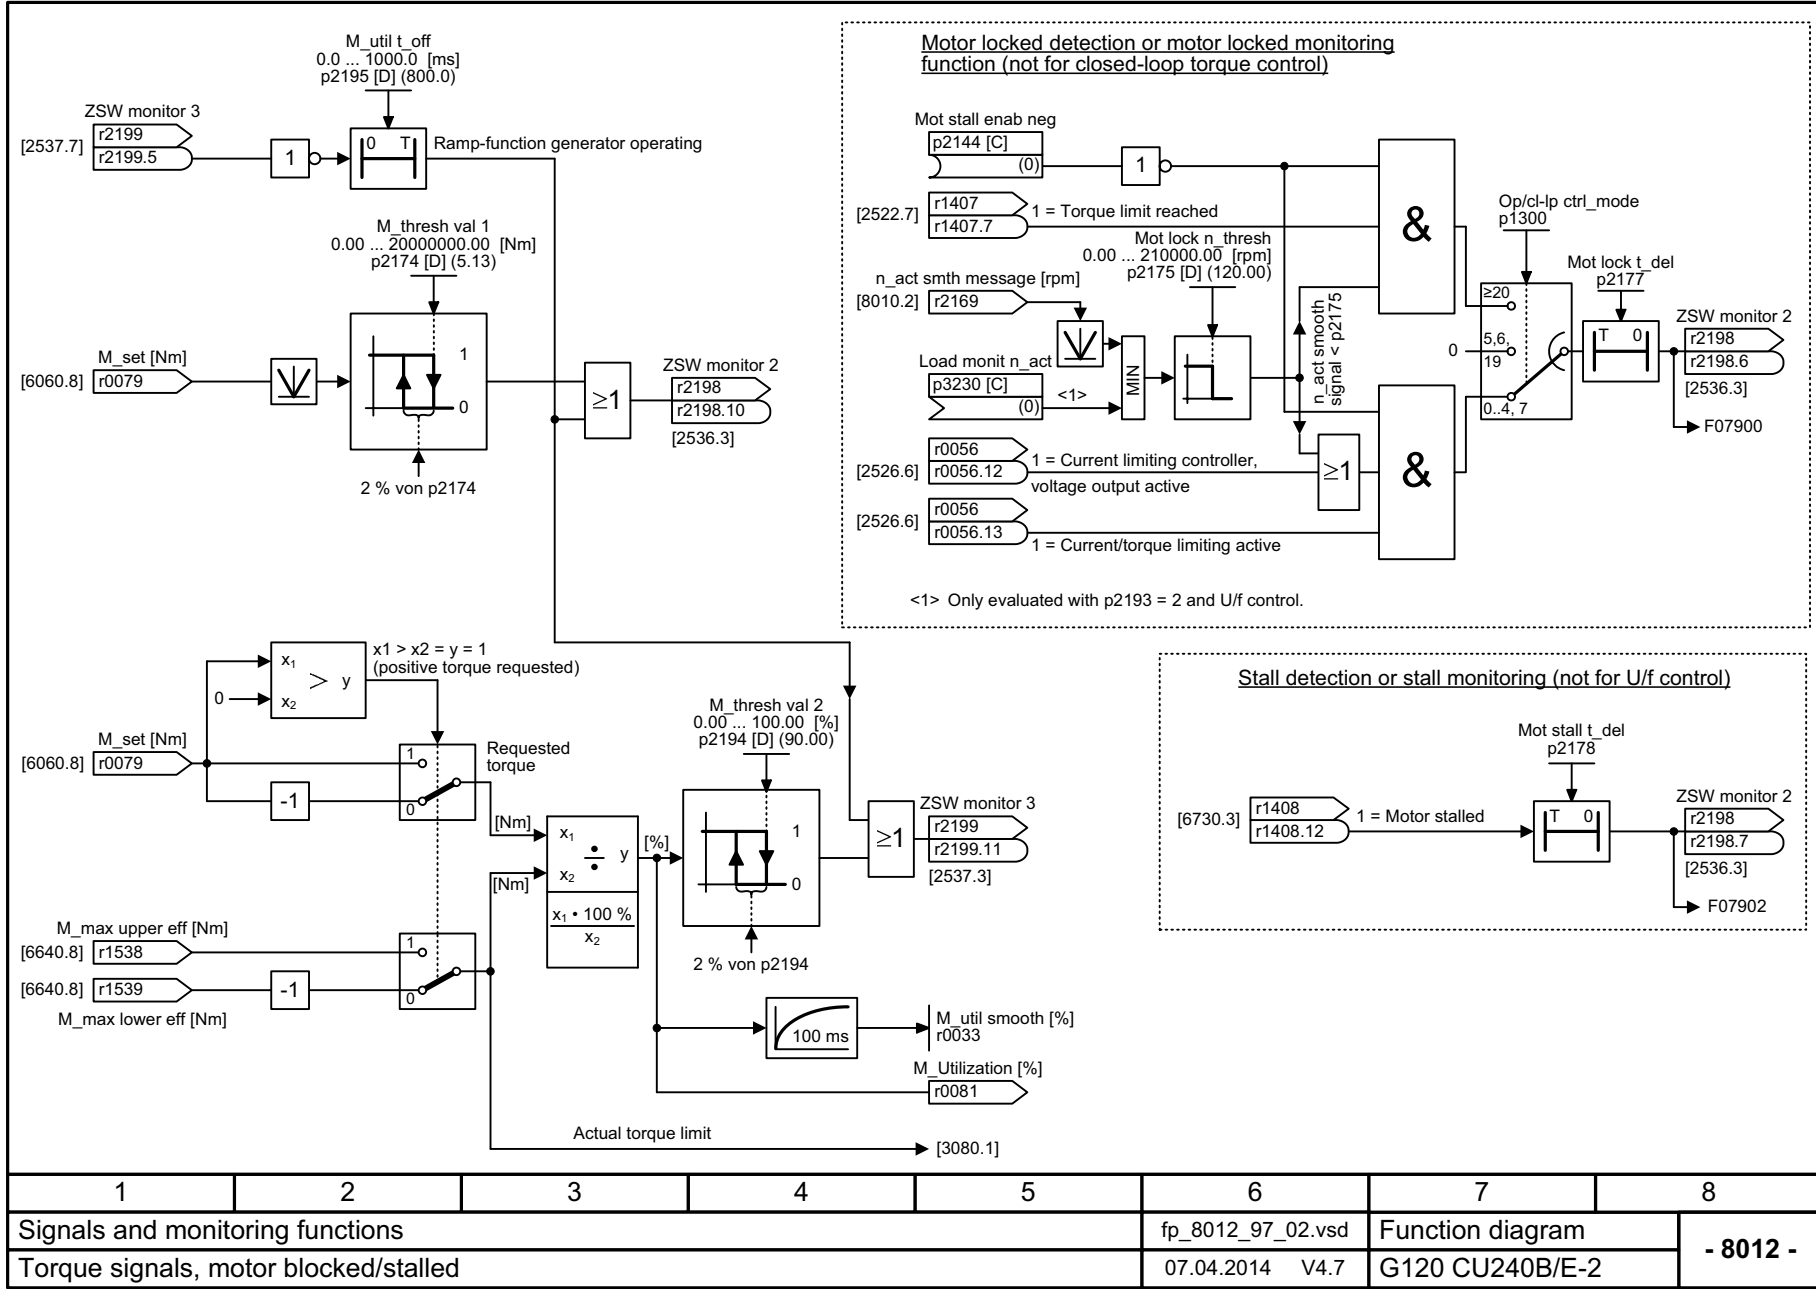 M_util t_off
0.0 ... 1000.0 [ms]
p2195 [D] (800.0)
ZSW monitor 3
[2537.7]
r2199
r2199.5
1
0 T
Ramp-function generator operating
M_thresh val 1
0.00 ... 20000000.00 [Nm]
p2174 [D] (5.13)
M_set [Nm]
[6060.8]
r0079
1
0
2 % von p2174
≥1
ZSW monitor 2
r2198
r2198.10
[2536.3]
Motor locked detection or motor locked monitoring
function (not for closed-loop torque control)
Mot stall enab neg
p2144 [C]
(0)
1
[2522.7]
r1407
r1407.7
1 = Torque limit reached
Mot lock n_thresh
0.00 ... 210000.00 [rpm]
p2175 [D] (120.00)
n_act smth message [rpm]
[8010.2]
r2169
Load monit n_act
p3230 [C]
(0)
<1>
MIN
n_act smooth
signal < p2175
[2526.6]
r0056
r0056.12
1 = Current limiting controller,
voltage output active
[2526.6]
r0056
r0056.13
1 = Current/torque limiting active
≥1
&
&
Op/cl-lp ctrl_mode
p1300
≥20
0
5,6,
19
0..4, 7
Mot lock t_del
p2177
T 0
ZSW monitor 2
r2198
r2198.6
[2536.3]
F07900
<1> Only evaluated with p2193 = 2 and U/f control.
x1
x2
> y
0
x1 > x2 = y = 1
(positive torque requested)
M_set [Nm]
[6060.8]
r0079
-1
1
0
Requested
torque
[Nm]
[Nm]
x1
x2
÷ y
x1 • 100 %
x2
[%]
M_max upper eff [Nm]
[6640.8]
r1538
[6640.8]
r1539
M_max lower eff [Nm]
-1
1
0
M_thresh val 2
0.00 ... 100.00 [%]
p2194 [D] (90.00)
1
0
2 % von p2194
≥1
ZSW monitor 3
r2199
r2199.11
[2537.3]
100 ms
M_util smooth [%]
r0033
M_Utilization [%]
r0081
Actual torque limit
[3080.1]
Stall detection or stall monitoring (not for U/f control)
Mot stall t_del
p2178
[6730.3]
r1408
r1408.12
1 = Motor stalled
T 0
ZSW monitor 2
r2198
r2198.7
[2536.3]
F07902
1 2 3 4 5 6 7 8
Signals and monitoring functions
fp_8012_97_02.vsd
Function diagram
- 8012 -
Torque signals, motor blocked/stalled
07.04.2014 V4.7
G120 CU240B/E-2